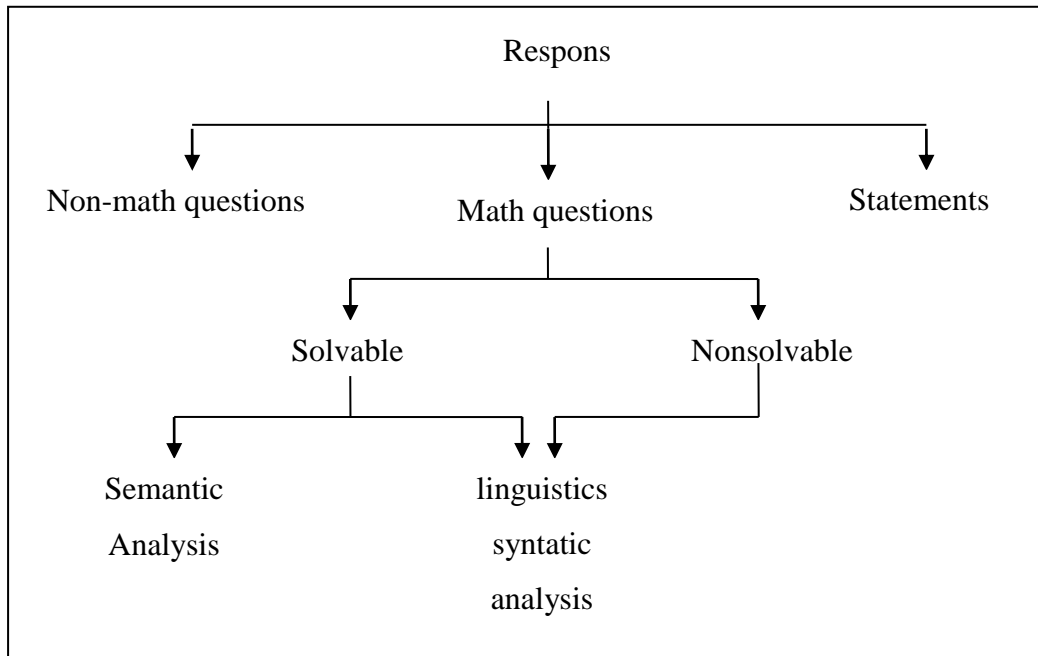 Respons
Non-math questions
Math questions
Statements
Solvable
Nonsolvable
Semantic
Analysis
linguistics
syntatic
analysis